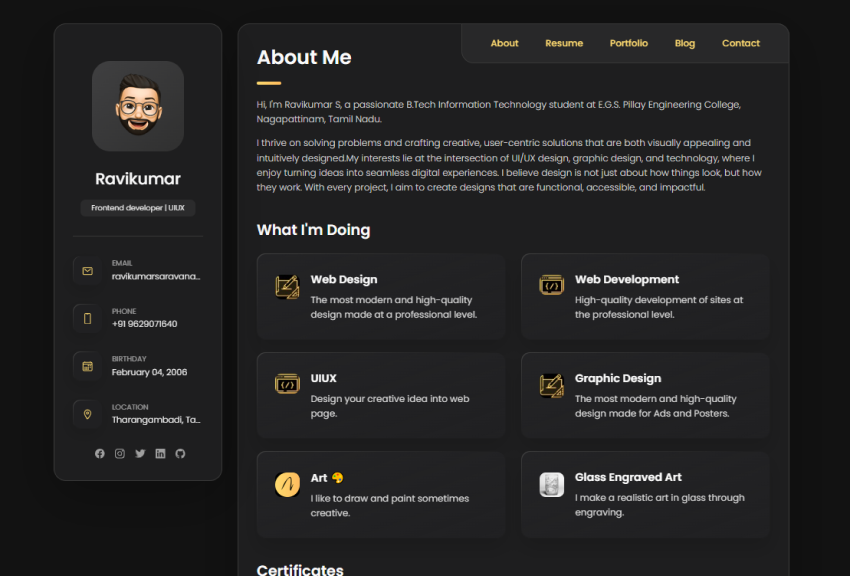 Ravikumar
Frontend developer | UIUX
EMAIL
ravikumarsaravana...
PHONE
+91 9629071640
BIRTHDAY
February 04, 2006
LOCATION
Tharangambadi, Ta...
About Resume Portfolio Blog Contact
About Me
Hi, I'm Ravikumar S, a passionate B.Tech Information Technology student at E.G.S. Pillay Engineering College,
Nagapattinam, Tamil Nadu.
I thrive on solving problems and crafting creative, user-centric solutions that are both visually appealing and
intuitively designed.My interests lie at the intersection of UI/UX design, graphic design, and technology, where I
enjoy turning ideas into seamless digital experiences. I believe design is not just about how things look, but how
they work. With every project, I aim to create designs that are functional, accessible, and impactful.
What I'm Doing
Web Design
The most modern and high-quality
design made at a professional level.
Web Development
High-quality development of sites at
the professional level.
UIUX
Design your creative idea into web
page.
Graphic Design
The most modern and high-quality
design made for Ads and Posters.
Art 🎨
I like to draw and paint sometimes
creative.
Glass Engraved Art
I make a realistic art in glass through
engraving.
Certificates